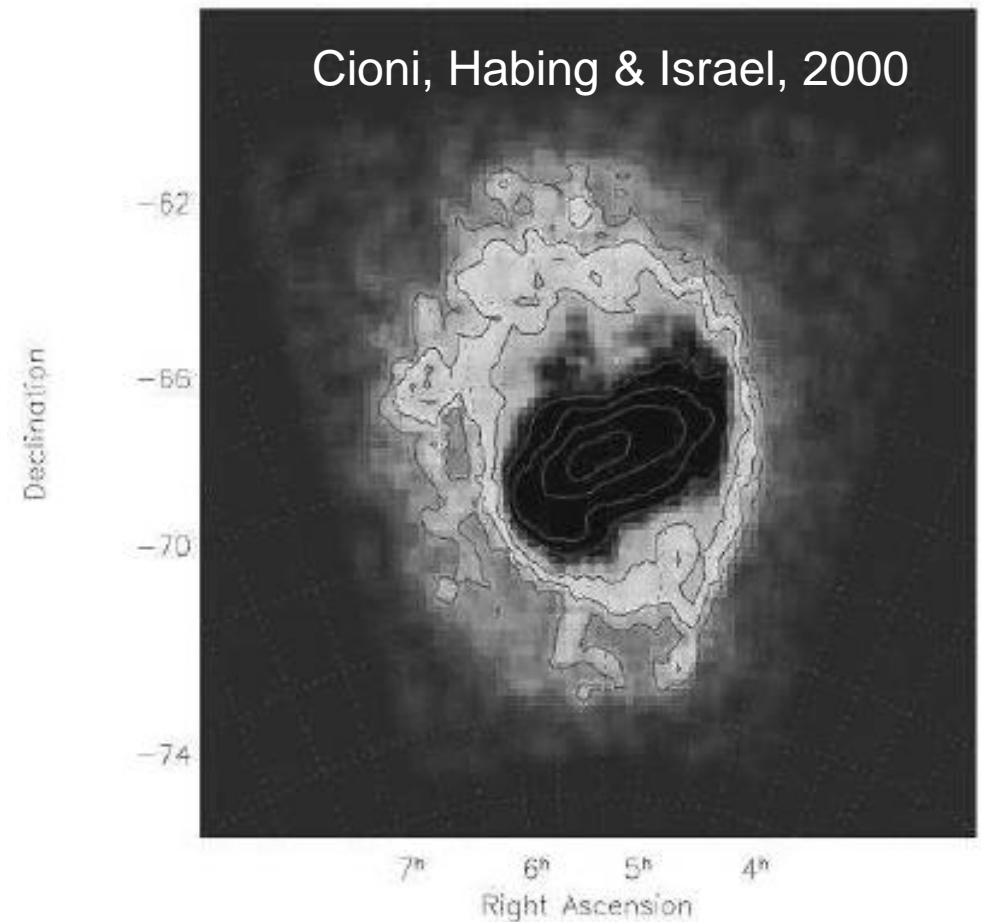 Cioni, Habing & Israel, 2000
Declination
-62
-66
-70
-74
7ʰ 6ʰ 5ʰ 4ʰ
Right Ascension